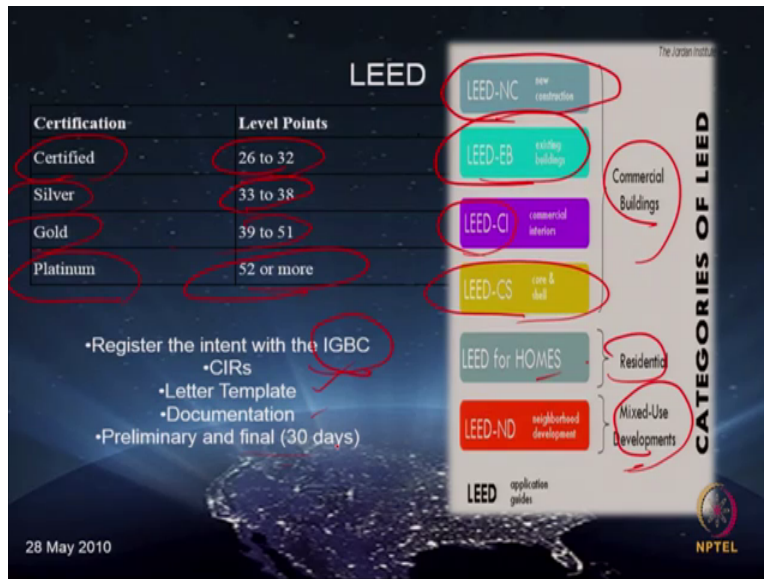 The Jordan Institute
LEED
Certification Level Points
Certified 26 to 32
Silver 33 to 38
Gold 39 to 51
Platinum 52 or more
•Register the intent with the IGBC
•CIRs
•Letter Template
•Documentation
•Preliminary and final (30 days)
LEED-NC new construction
LEED-EB existing buildings
LEED-CI commercial interiors
LEED-CS core & shell
Commercial
Buildings
LEED for HOMES
Residential
LEED-ND neighborhood development
Mixed-Use
Developments
LEED application guides
CATEGORIES OF LEED
28 May 2010
NPTEL